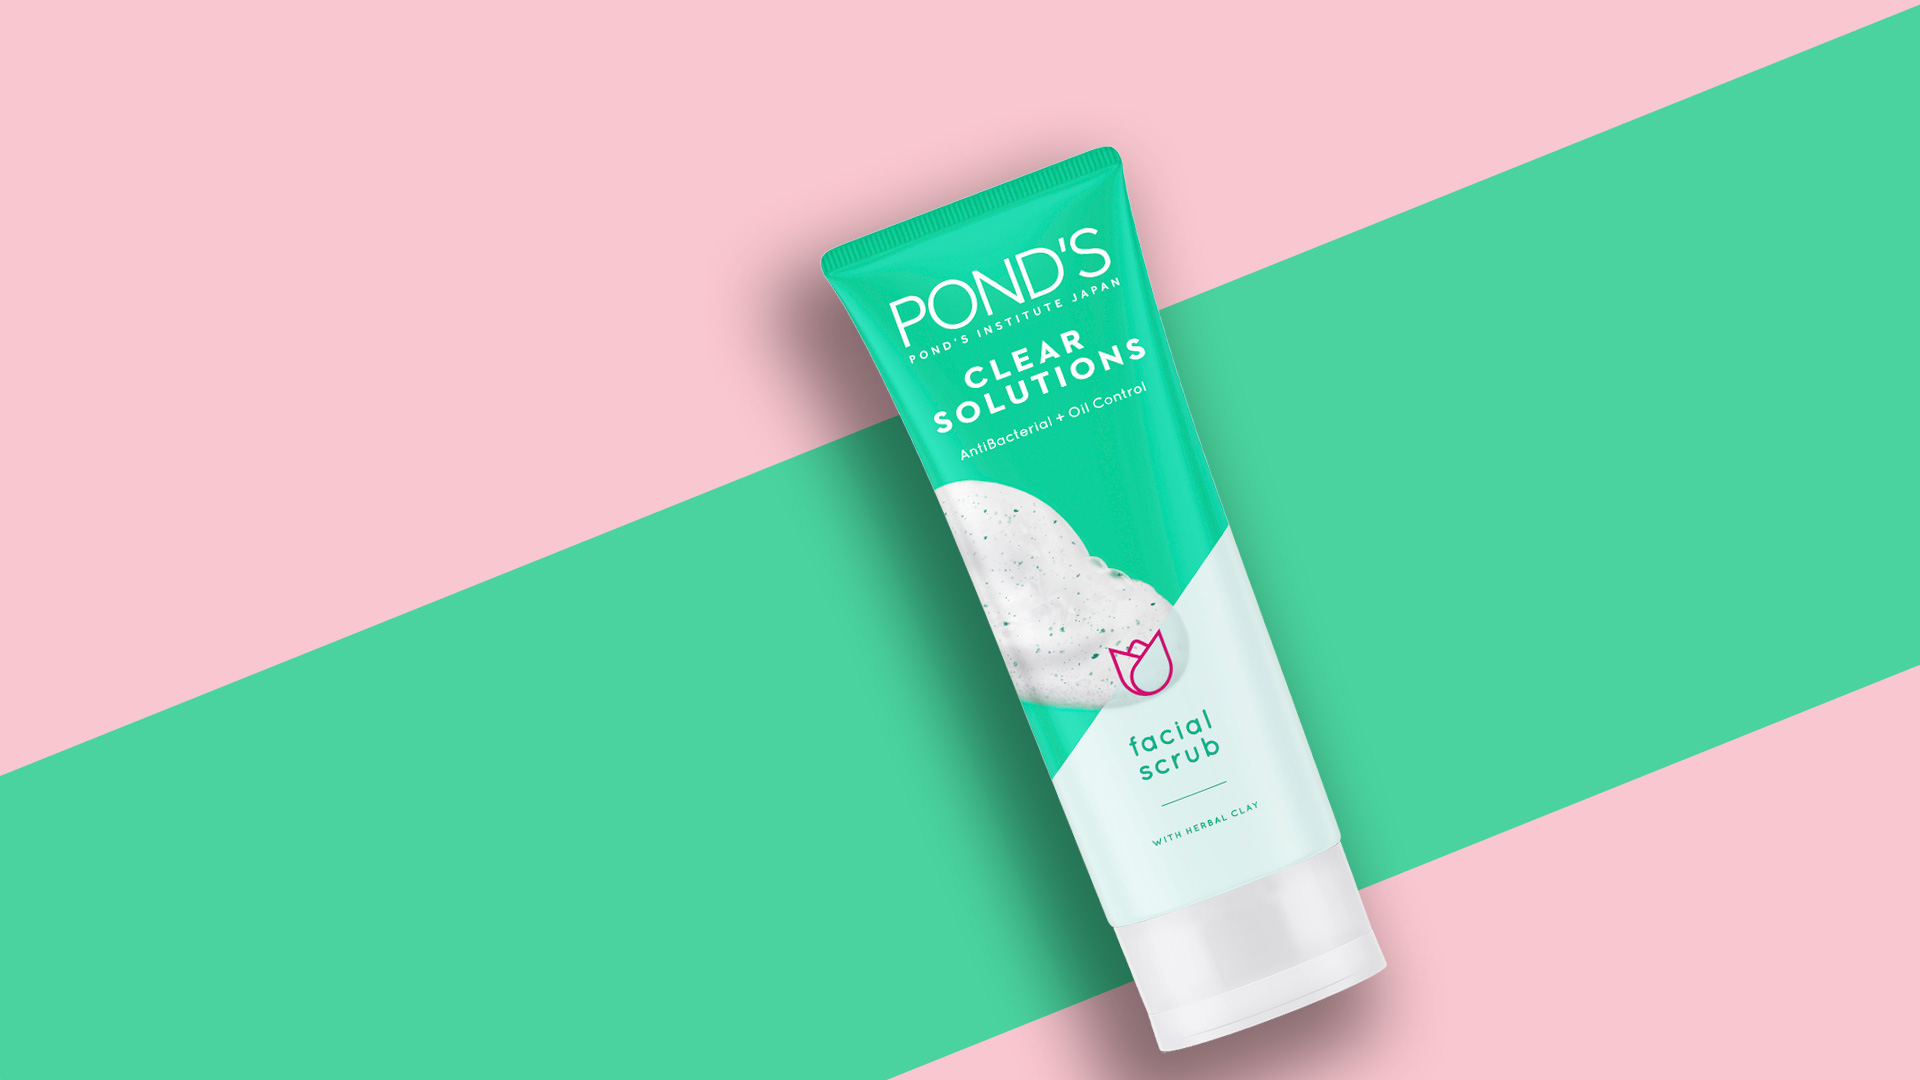 POND'S
POND'S INSTITUTE JAPAN
CLEAR
SOLUTIONS
AntiBacterial + Oil Control
facial
scrub
WITH HERBAL CLAY